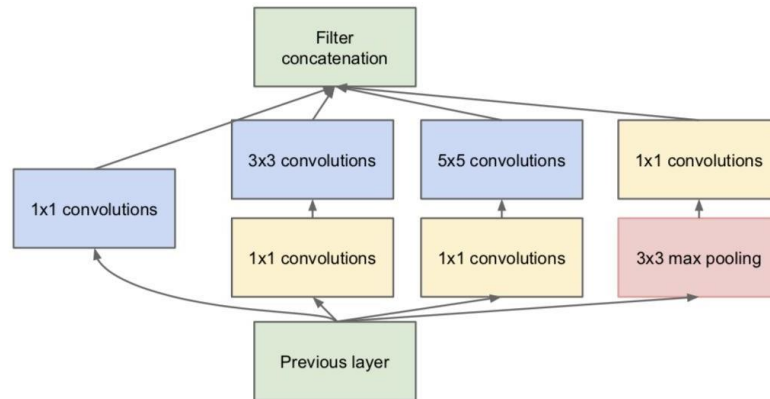 Filter
concatenation
3x3 convolutions
5x5 convolutions
1x1 convolutions
1x1 convolutions
1x1 convolutions
1x1 convolutions
3x3 max pooling
Previous layer